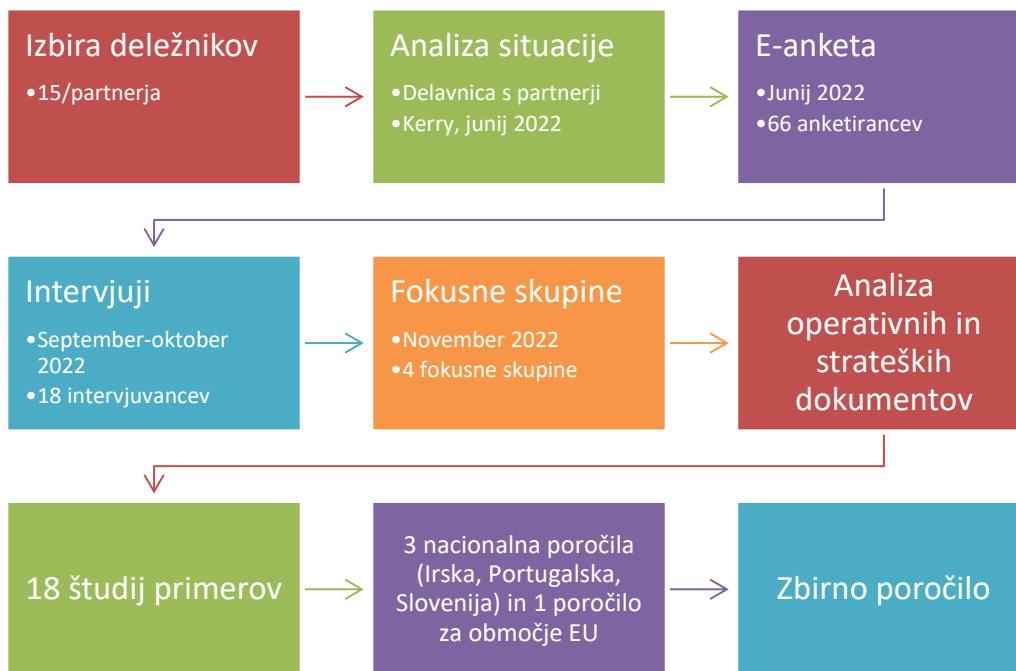 Izbira deležnikov
•15/partnerja
Analiza situacije
•Delavnica s partnerji
•Kerry, junij 2022
E-anketa
•Junij 2022
•66 anketirancev
Intervjuji
•September-oktober
2022
•18 intervjuvancev
Fokusne skupine
•November 2022
•4 fokusne skupine
Analiza
operativnih in
strateških
dokumentov
18 študij primerov
3 nacionalna poročila
(Irska, Portugalska,
Slovenija) in 1 poročilo
za območje EU
Zbirno poročilo